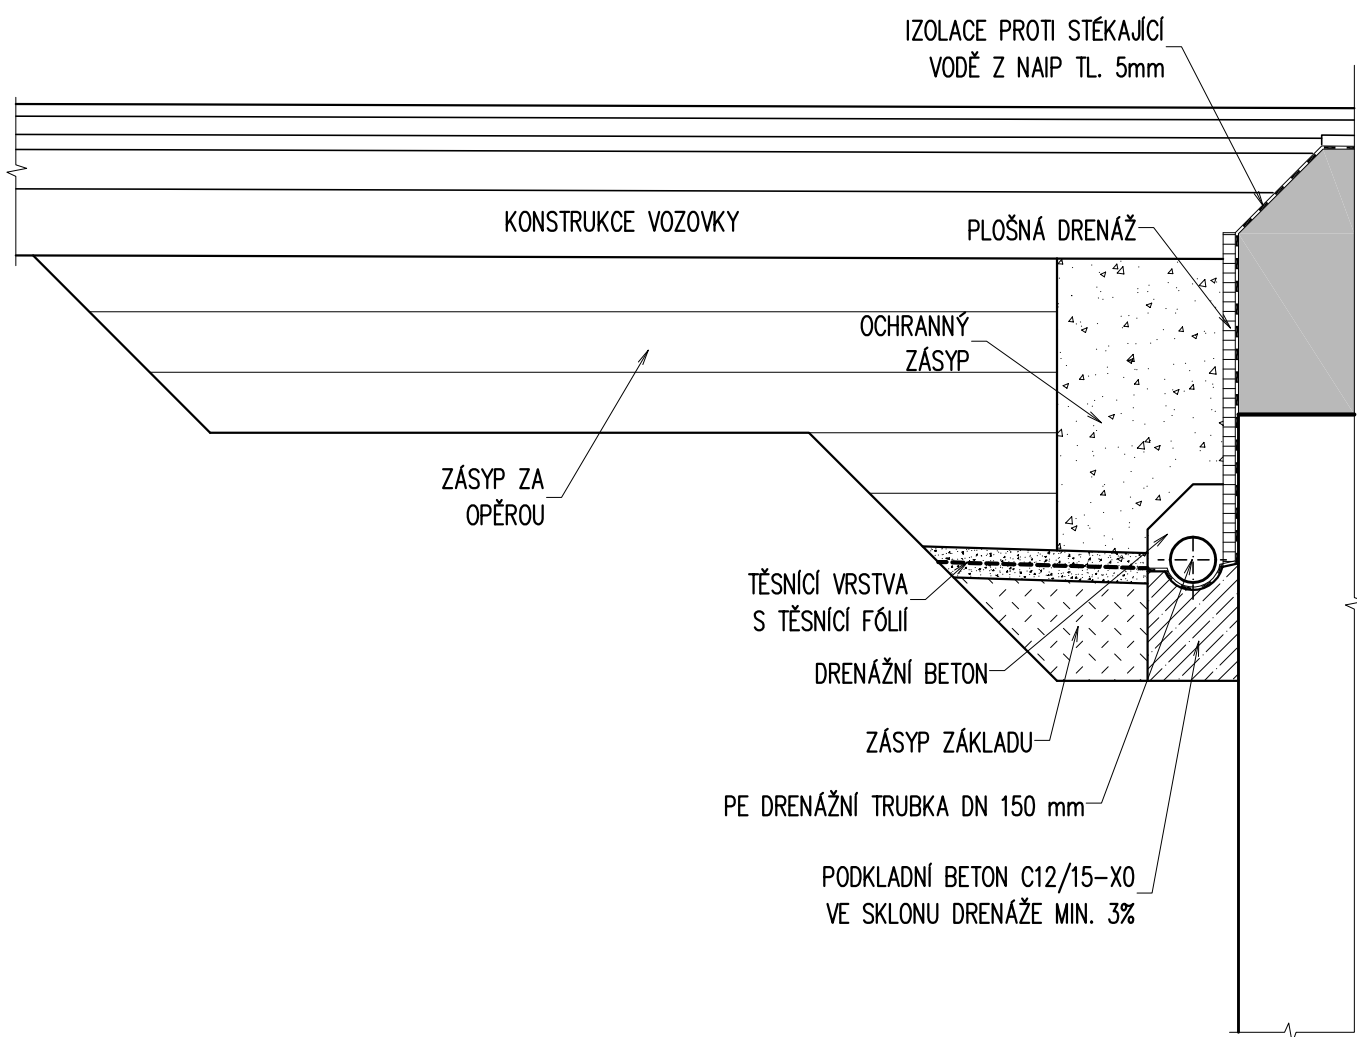 IZOLACE PROTI STÉKAJÍCÍ
VODĚ Z NAIP TL. 5mm
KONSTRUKCE VOZOVKY
PLOŠNÁ DRENÁŽ
OCHRANNÝ
ZÁSYP
ZÁSYP ZA
OPĚROU
TĚSNÍCÍ VRSTVA
S TĚSNÍCÍ FÓLIÍ
DRENÁŽNÍ BETON
ZÁSYP ZÁKLADU
PE DRENÁŽNÍ TRUBKA DN 150 mm
PODKLADNÍ BETON C12/15-X0
VE SKLONU DRENÁŽE MIN. 3%